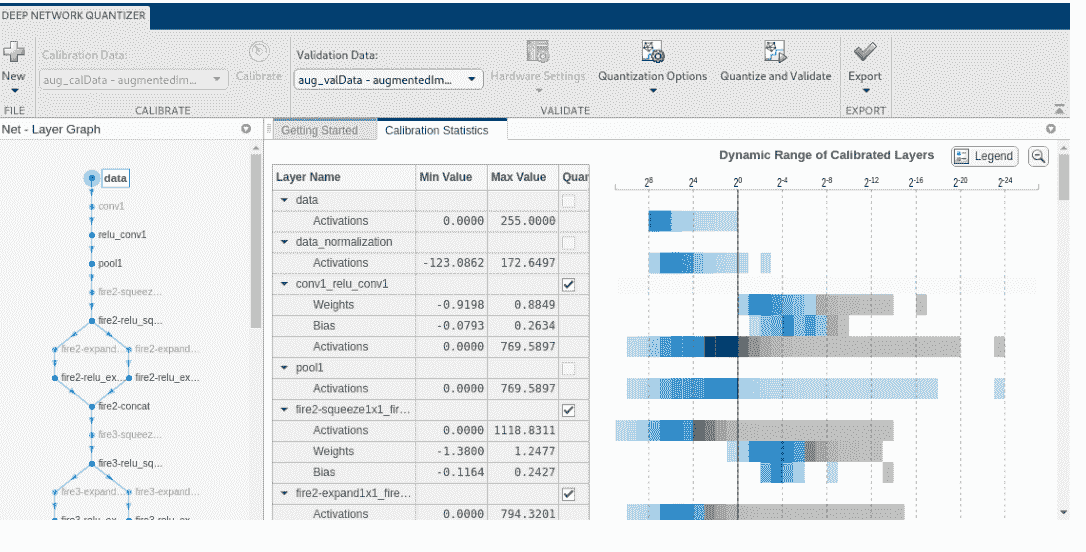 DEEP NETWORK QUANTIZER
New
FILE
Calibration Data:
aug_calData - augmentedIm...
Calibrate
CALIBRATE
Validation Data:
aug_valData - augmentedIm...
Hardware Settings
Quantization Options
Quantize and Validate
VALIDATE
Export
EXPORT
Net - Layer Graph
data
conv1
relu_conv1
pool1
fire2-squeez...
fire2-relu_sq...
fire2-expand... fire2-expand...
fire2-relu_ex... fire2-relu_ex...
fire2-concat
fire3-squeez...
fire3-relu_sq...
fire3-expand... fire3-expand...
fire3-relu_ex... fire3-relu_ex...
Getting Started Calibration Statistics
Dynamic Range of Calibrated Layers
Legend
Layer Name Min Value Max Value Quan
2^8 2^4 2^0 2^-4 2^-8 2^-12 2^-16 2^-20 2^-24
data
Activations 0.0000 255.0000
data_normalization
Activations -123.0862 172.6497
conv1_relu_conv1
Weights -0.9198 0.8849
Bias -0.0793 0.2634
Activations 0.0000 769.5897
pool1
Activations 0.0000 769.5897
fire2-squeeze1x1_fir...
Activations 0.0000 1118.8311
Weights -1.3800 1.2477
Bias -0.1164 0.2427
fire2-expand1x1_fire...
Activations 0.0000 794.3201